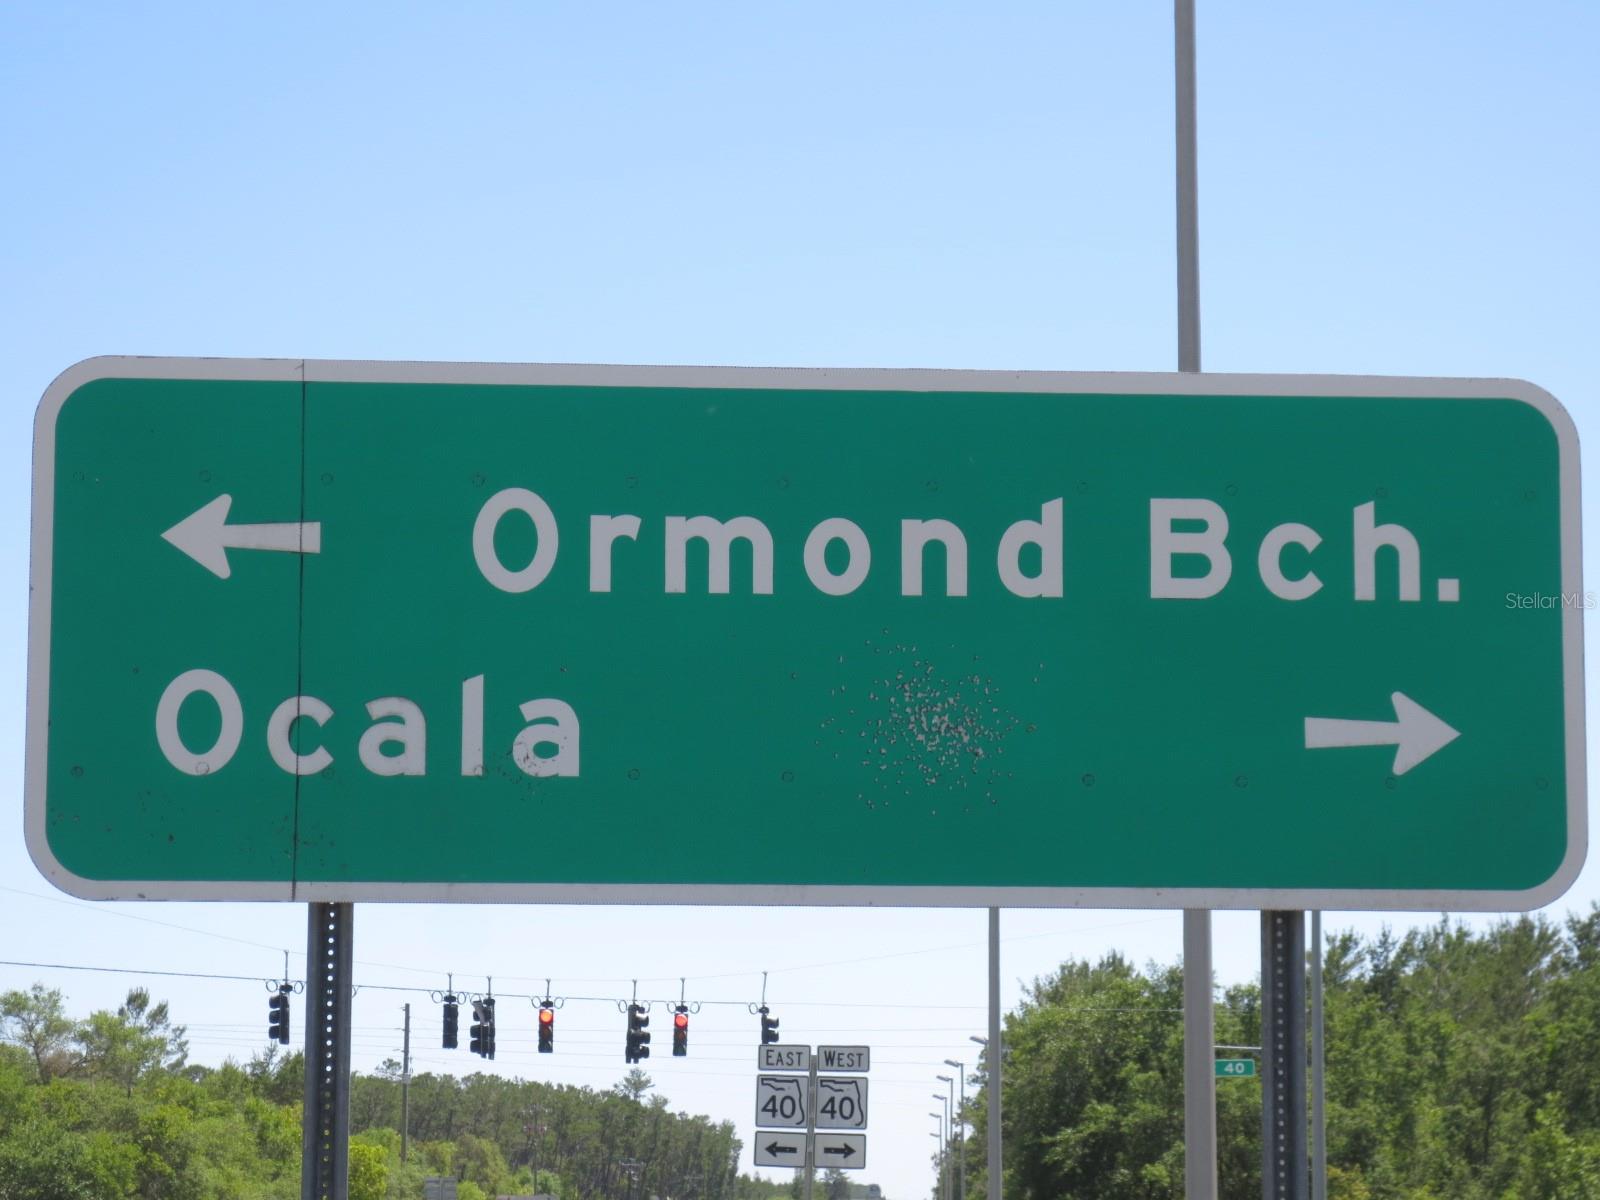 Ormond Bch.
Ocala
StellarMLS
EAST WEST
40 40
40